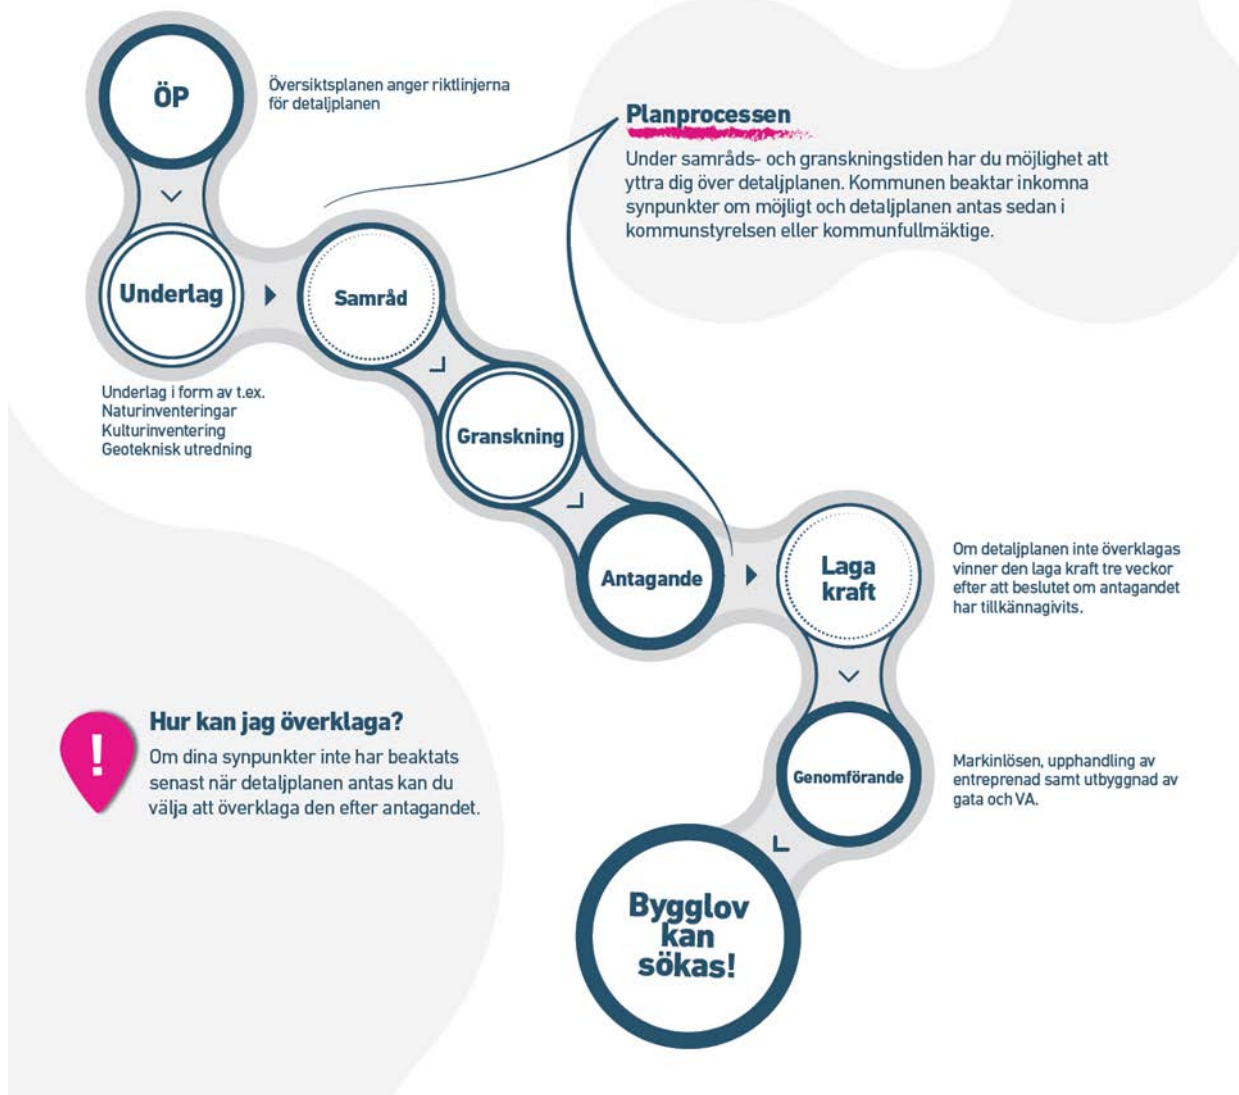 ÖP
Översiktsplanen anger riktlinjerna
för detaljplanen
Planprocessen
Under samråds- och granskningstiden har du möjlighet att
yttra dig över detaljplanen. Kommunen beaktar inkomna
synpunkter om möjligt och detaljplanen antas sedan i
kommunstyrelsen eller kommunfullmäktige.
Underlag
Samråd
Underlag i form av t.ex.
Naturinventeringar
Kulturinventering
Geoteknisk utredning
Granskning
Antagande
Laga
kraft
Om detaljplanen inte överklagas
vinner den laga kraft tre veckor
efter att beslutet om antagandet
har tillkännagivits.
!
Hur kan jag överklaga?
Om dina synpunkter inte har beaktats
senast när detaljplanen antas kan du
välja att överklaga den efter antagandet.
Genomförande
Markinlösen, upphandling av
entreprenad samt utbyggnad av
gata och VA.
Bygglov
kan
sökas!